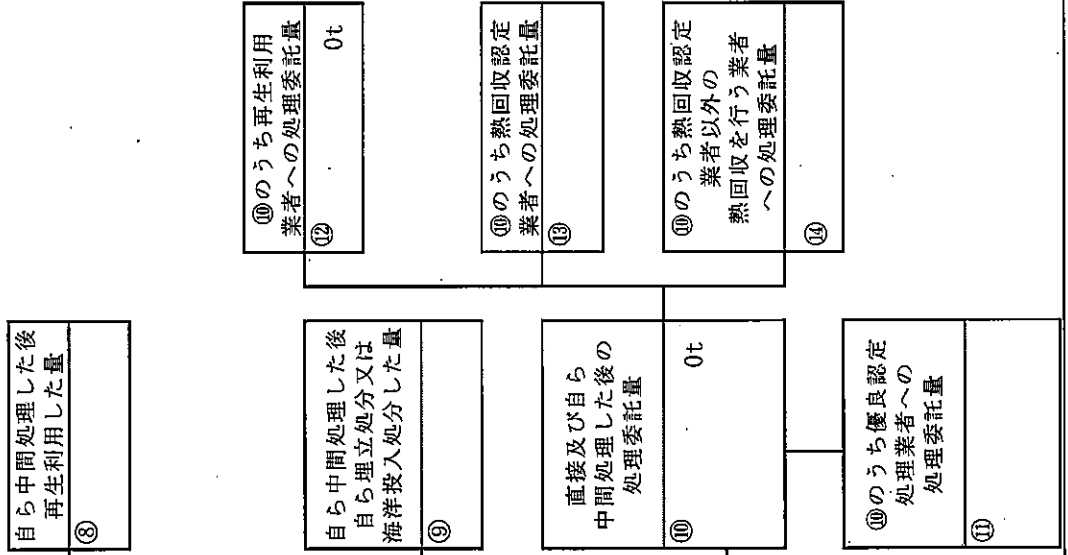 自ら中間処理した後
再生利用した量
⑧
自ら中間処理した後
自ら埋立処分又は
海洋投入処分した量
⑨
直接及び自ら
中間処理した後の
処理委託量
⑩
0t
⑩のうち優良認定
処理業者への
処理委託量
⑪
⑩のうち再生利用
業者への処理委託量
⑫
0t
⑩のうち熱回収認定
業者への処理委託量
⑬
⑩のうち熱回収認定
業者以外の
熱回収を行う業者
への処理委託量
⑭